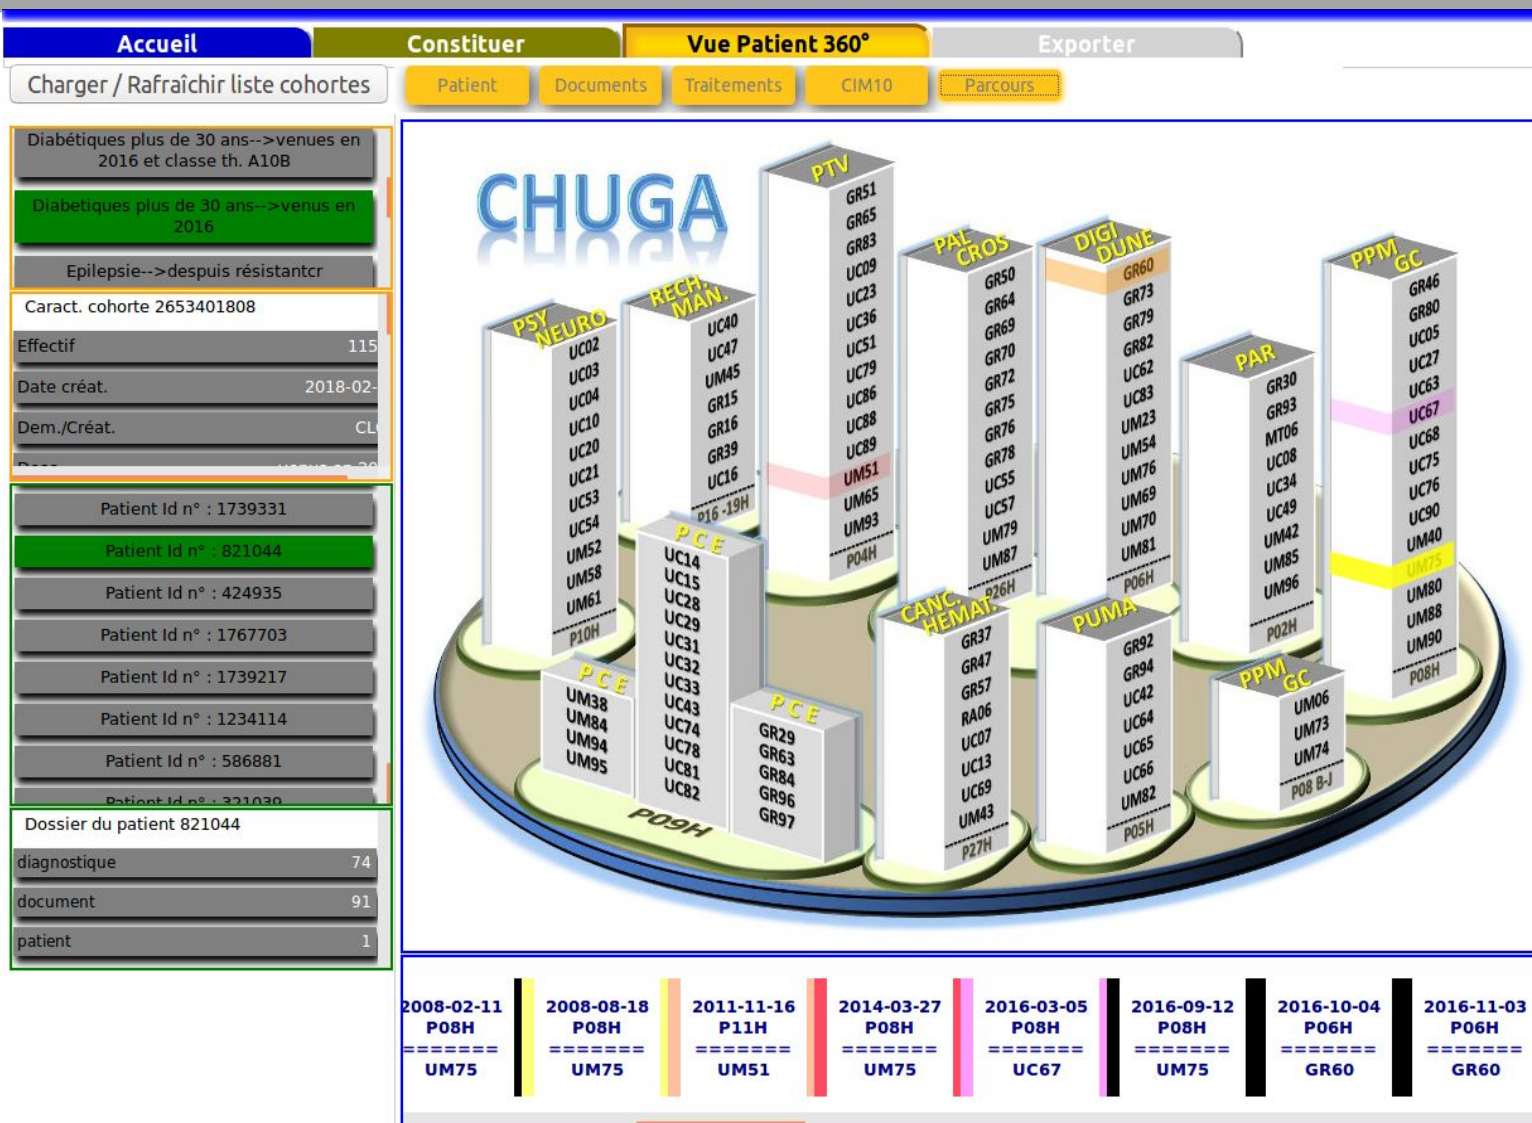 Accueil
Constituer
Vue Patient 360°
Exporter
Charger / Rafraîchir liste cohortes
Patient
Documents
Traitements
CIM10
Parcours
Diabétiques plus de 30 ans-->venues en
2016 et classe th. A10B
Diabetiques plus de 30 ans-->venus en
2016
Epilepsie-->despuis résistantcr
Caract. cohorte 2653401808
Effectif 115
Date créat. 2018-02-
Dem./Créat. CL
Patient Id n° : 1739331
Patient Id n° : 821044
Patient Id n° : 424935
Patient Id n° : 1767703
Patient Id n° : 1739217
Patient Id n° : 1234114
Patient Id n° : 586881
Patient Id n° : 321039
Dossier du patient 821044
diagnostique 74
document 91
patient 1
CHUGA
PSY
NEURO
UC02
UC03
UC04
UC10
UC20
UC21
UC53
UC54
UM52
UM58
UM61
P10H
RECH.
MAN.
UC40
UC47
UM45
GR15
GR16
GR39
UC16
P16 -19H
PTV
GR51
GR65
GR83
UC09
UC23
UC36
UC51
UC79
UC86
UC88
UC89
UM51
UM65
UM93
P04H
PAL
CROS
GR50
GR64
GR69
GR70
GR72
GR75
GR76
GR78
UC55
UC57
UM79
UM87
P26H
DIGI
DUNE
GR60
GR73
GR79
GR82
UC62
UC83
UM23
UM54
UM76
UM69
UM70
UM81
P06H
PAR
GR30
GR93
MT06
UC08
UC34
UC49
UM42
UM85
UM96
P02H
PPM
GC
GR46
GR80
UC05
UC27
UC63
UC67
UC68
UC75
UC76
UC90
UM40
UM75
UM80
UM88
UM90
P08H
PCE
UM38
UM84
UM94
UM95
PCE
UC14
UC15
UC28
UC29
UC31
UC32
UC33
UC43
UC74
UC78
UC81
UC82
PCE
GR29
GR63
GR84
GR96
GR97
P09H
CANC.
HEMAT.
GR37
GR47
GR57
RA06
UC07
UC13
UC69
UM43
P27H
PUMA
GR92
GR94
UC42
UC64
UC65
UC66
UM82
P05H
PPM
GC
UM06
UM73
UM74
P08 B-J
2008-02-11
P08H
=======
UM75
2008-08-18
P08H
=======
UM75
2011-11-16
P11H
=======
UM51
2014-03-27
P08H
=======
UM75
2016-03-05
P08H
=======
UC67
2016-09-12
P08H
=======
UM75
2016-10-04
P06H
=======
GR60
2016-11-03
P06H
=======
GR60